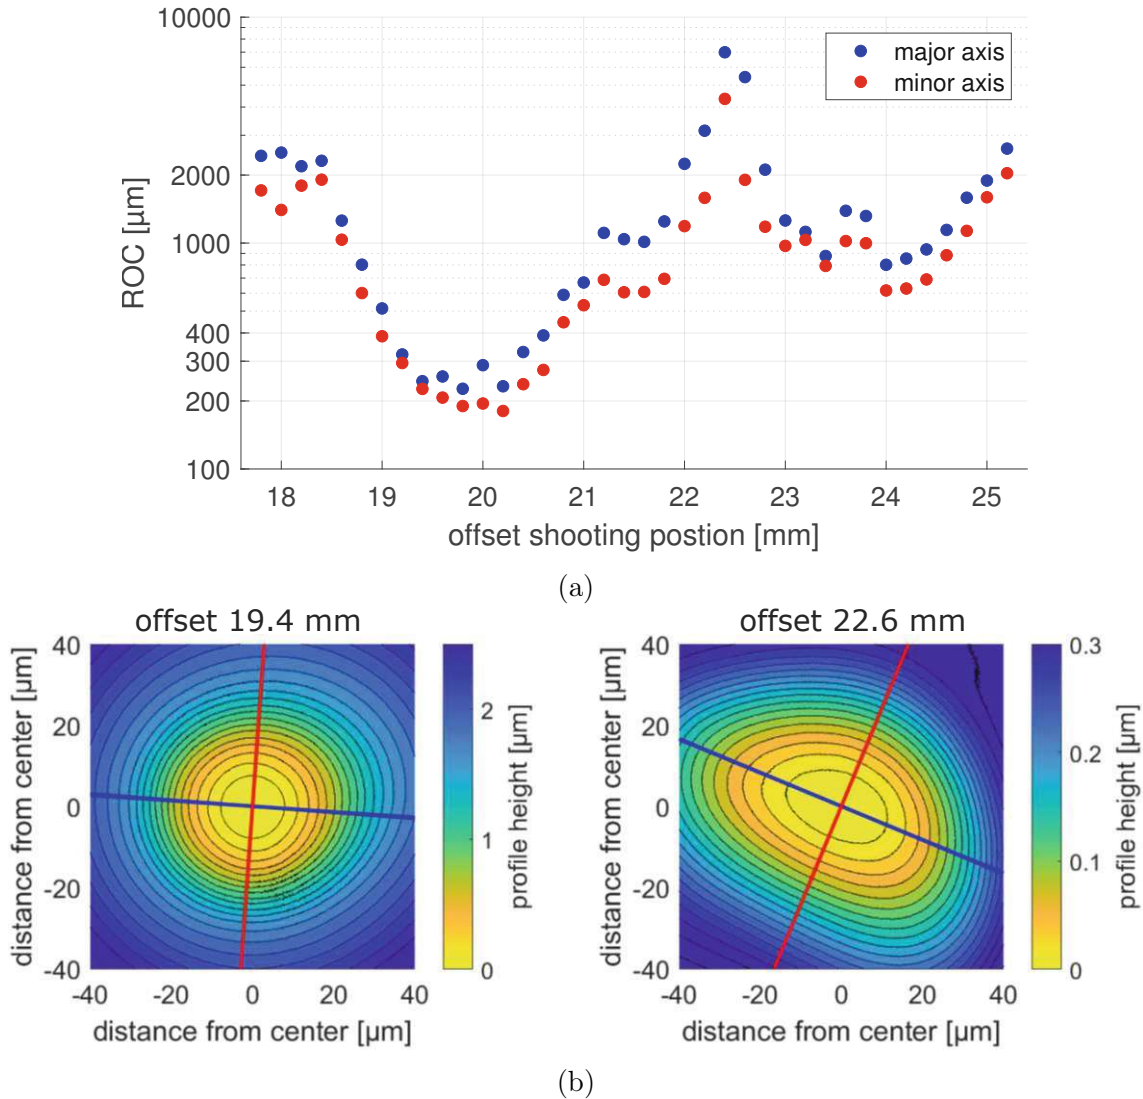 10000
2000
1000
400
300
200
100
ROC [µm]
major axis
minor axis
18 19 20 21 22 23 24 25
offset shooting postion [mm]
(a)
offset 19.4 mm
offset 22.6 mm
40
20
0
-20
-40
distance from center [µm]
-40 -20 0 20 40
distance from center [µm]
2
1
0
profile height [µm]
40
20
0
-20
-40
distance from center [µm]
-40 -20 0 20 40
distance from center [µm]
0.3
0.2
0.1
0
profile height [µm]
(b)